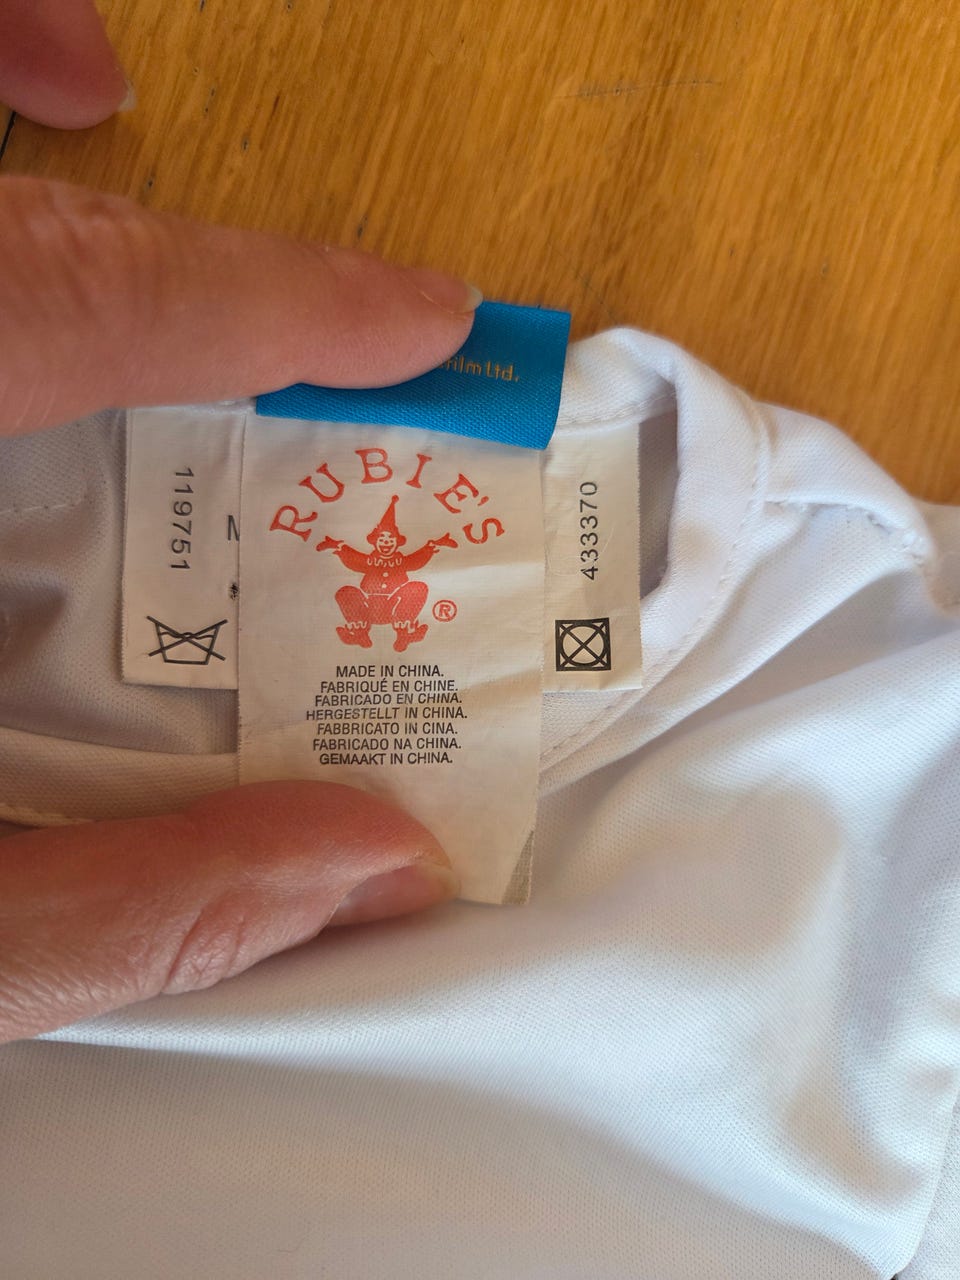 film Ltd.
RUBIE'S
®
MADE IN CHINA.
FABRIQUÉ EN CHINE.
FABRICADO EN CHINA.
HERGESTELLT IN CHINA.
FABBRICATO IN CINA.
FABRICADO NA CHINA.
GEMAAKT IN CHINA.
119751
433370